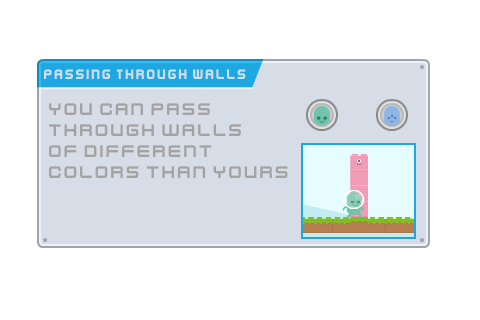 PASSING THROUGH WALLS
YOU CAN PASS
THROUGH WALLS
OF DIFFERENT
COLORS THAN YOURS